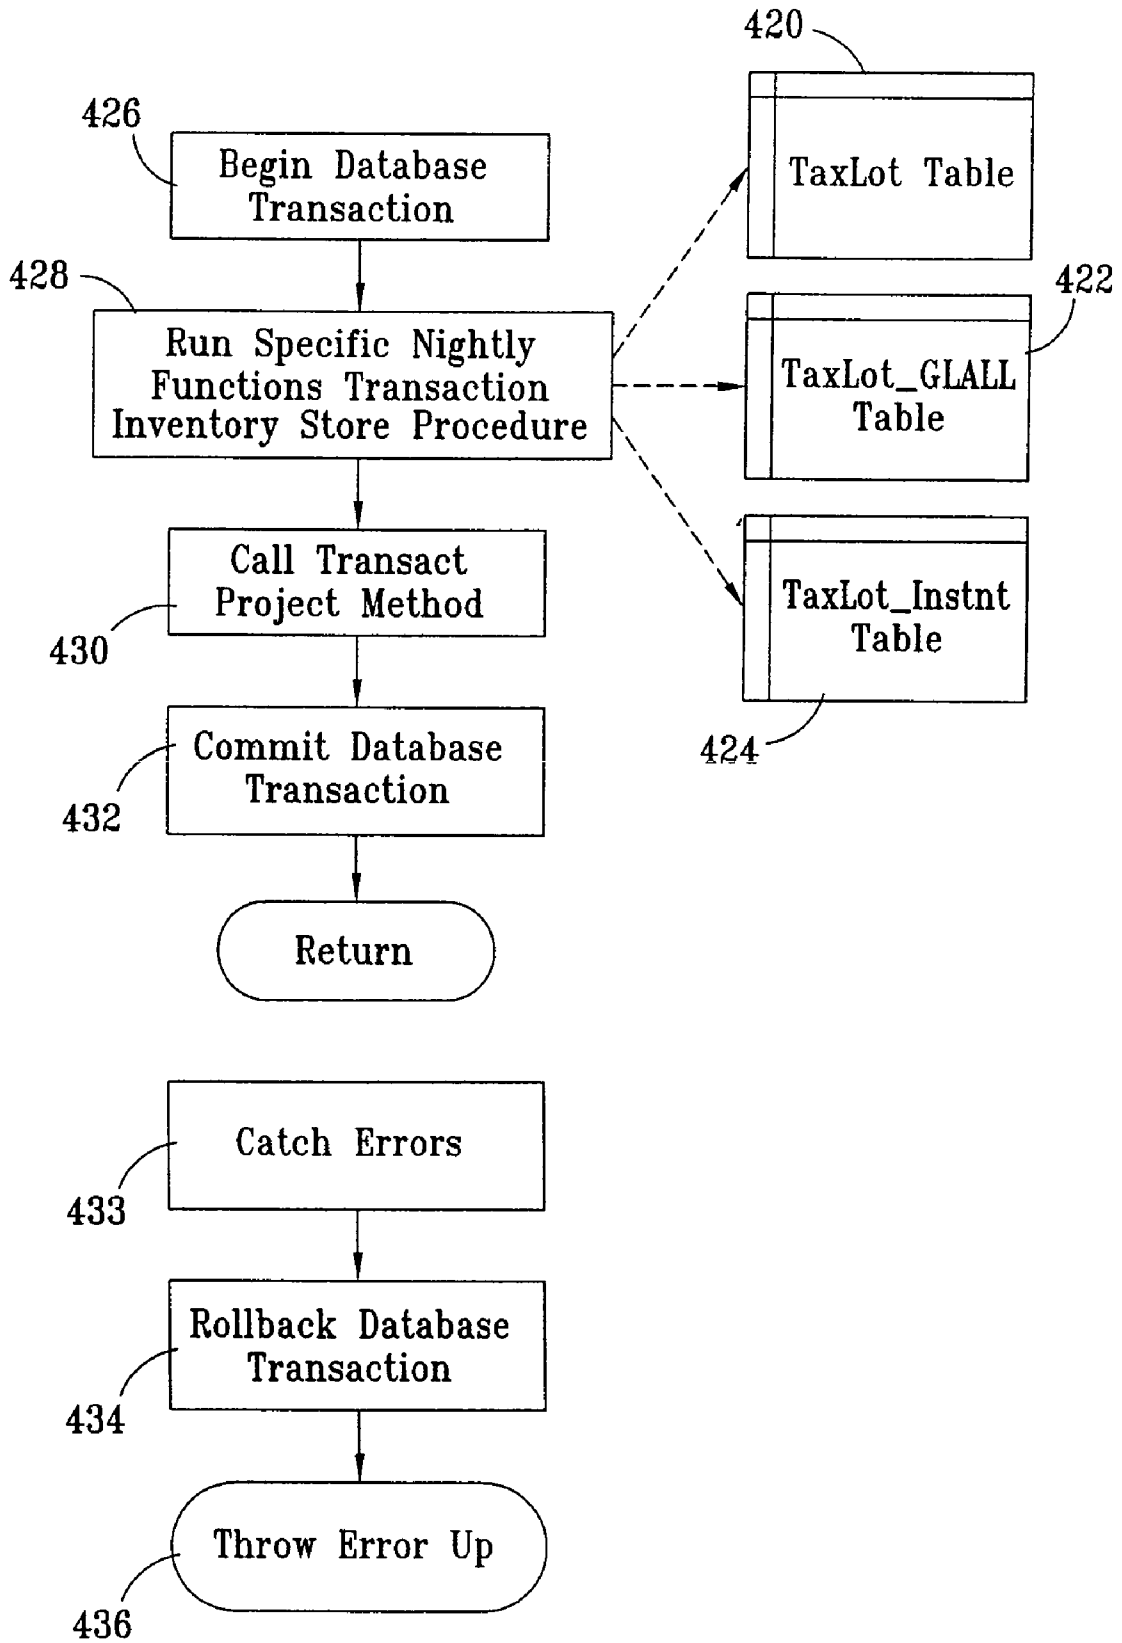 420
426
Begin Database
Transaction
TaxLot Table
428
422
Run Specific Nightly
Functions Transaction
Inventory Store Procedure
TaxLot_GLALL
Table
Call Transact
Project Method
430
TaxLot_Instnt
Table
424
Commit Database
Transaction
432
Return
Catch Errors
433
Rollback Database
Transaction
434
Throw Error Up
436